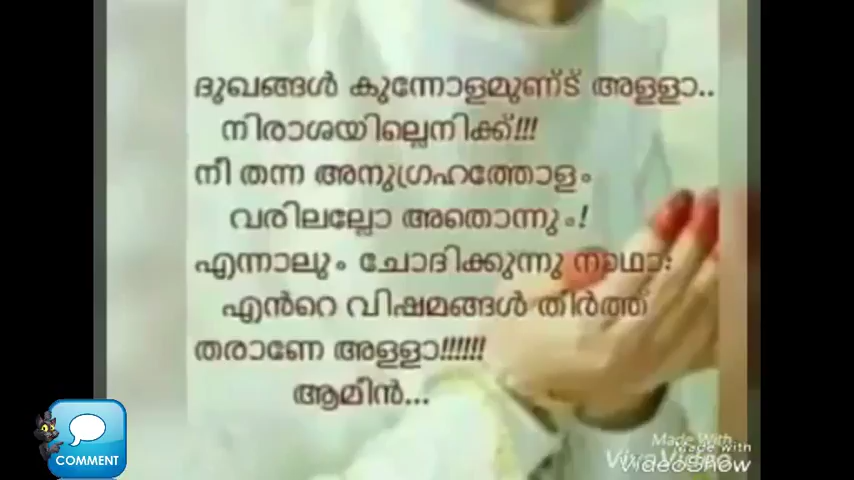 ദുഖങ്ങൾ കുന്നോളമുണ്ട് അള്ളാ..
നിരാശയില്ലെനിക്ക്!!!
നീ തന്ന അനുഗ്രഹത്തോളം
വരിലല്ലോ അതൊന്നും!
എന്നാലും ചോദിക്കുന്നു നാഥാ:
എൻറെ വിഷമങ്ങൾ തിർത്ത്
തരാണേ അള്ളാ!!!!!!
ആമീൻ...
COMMENT
Made With
VivaVideo
Made with
VideoShow